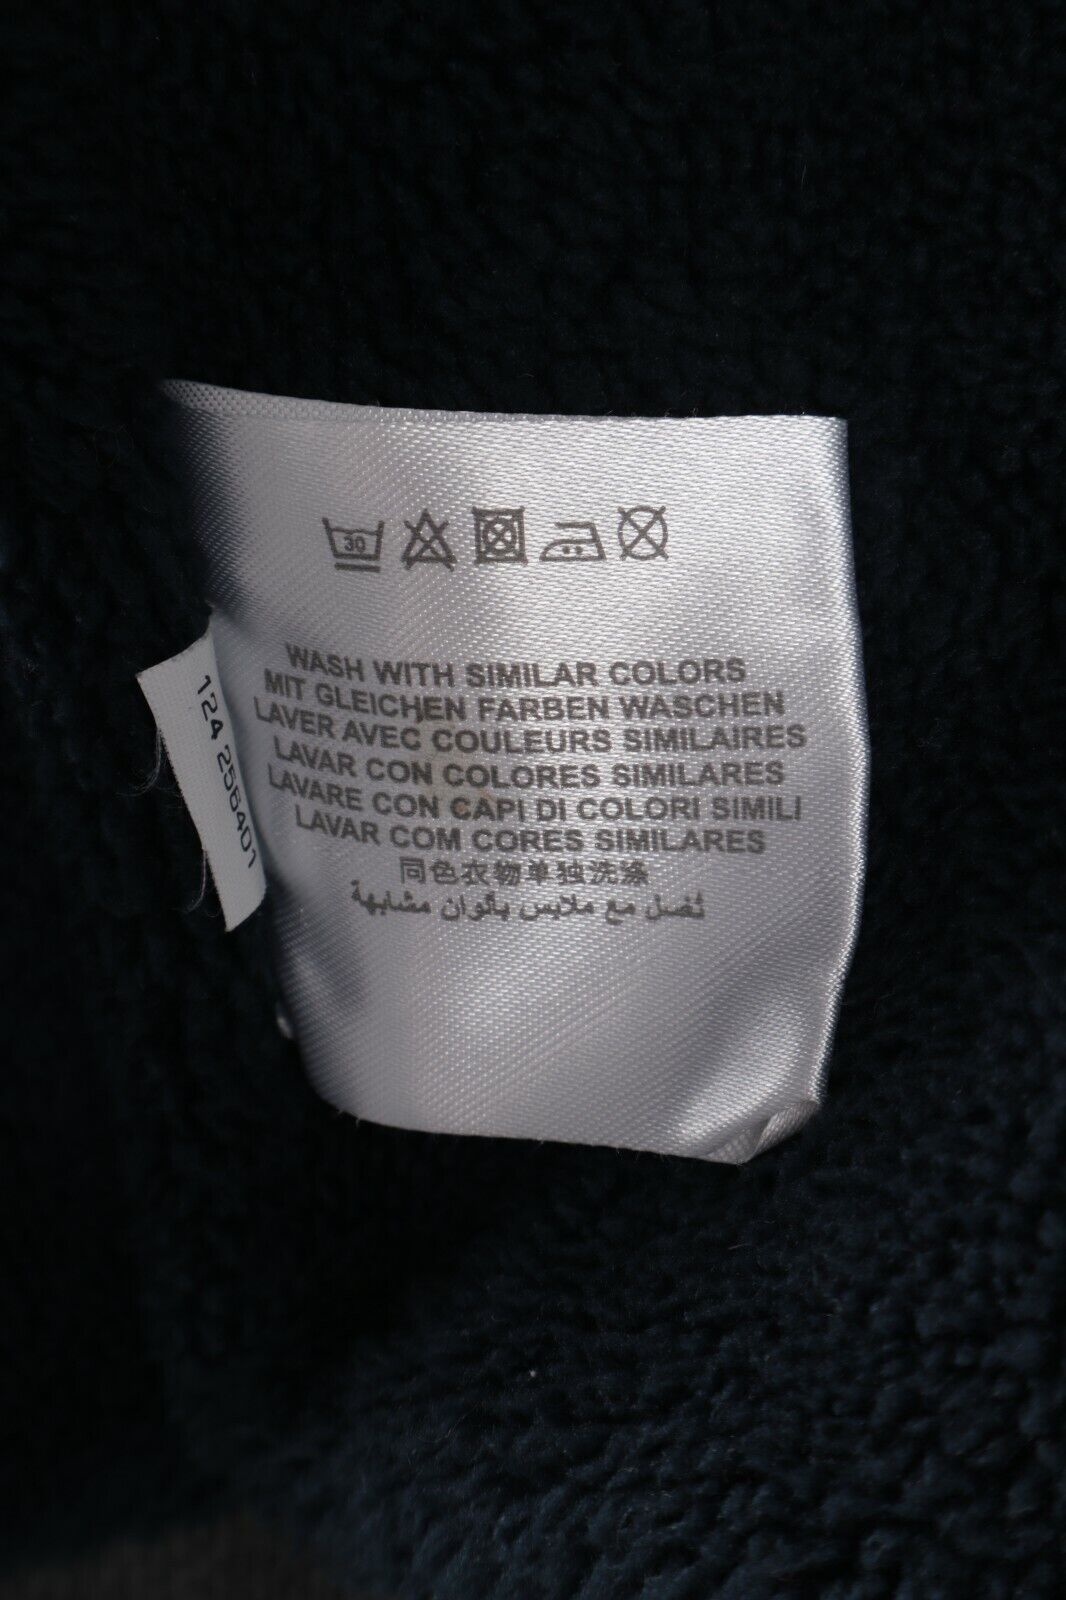 30
WASH WITH SIMILAR COLORS
MIT GLEICHEN FARBEN WASCHEN
LAVER AVEC COULEURS SIMILAIRES
LAVAR CON COLORES SIMILARES
LAVARE CON CAPI DI COLORI SIMILI
LAVAR COM CORES SIMILARES
同色衣物单独洗涤
تغسل مع ملابس بألوان مشابهة
124 256401